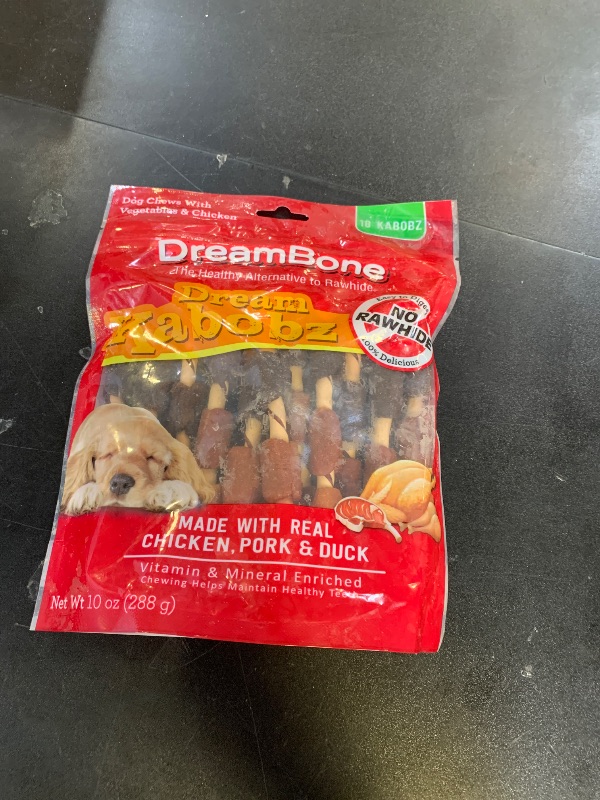 Dog Chews With
Vegetables & Chicken
18 KABOBZ
DreamBone
The Healthy Alternative to Rawhide.
Dream
Kabobz
Easy to Digest
NO
RAWHIDE
100% Delicious
MADE WITH REAL
CHICKEN, PORK & DUCK
Vitamin & Mineral Enriched
Chewing Helps Maintain Healthy Teeth
Net Wt 10 oz (288 g)